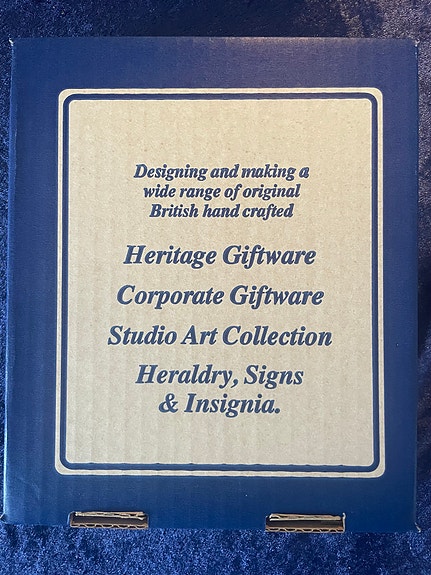 Designing and making a
wide range of original
British hand crafted
Heritage Giftware
Corporate Giftware
Studio Art Collection
Heraldry, Signs
& Insignia.